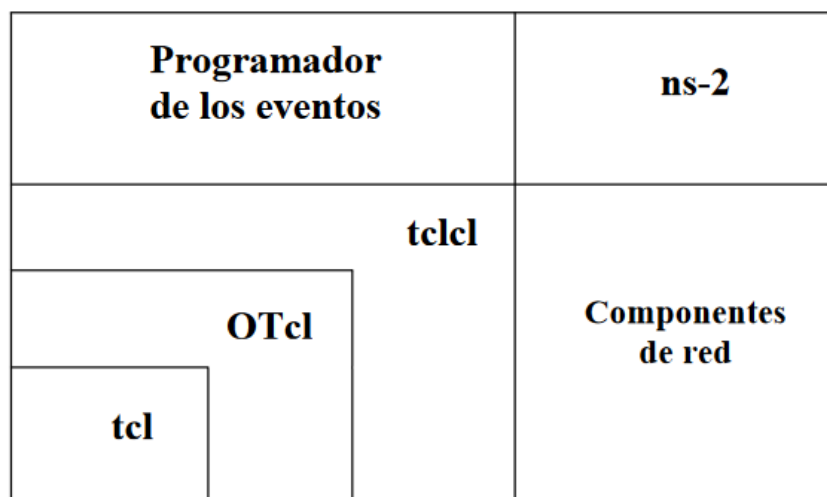 Programador
de los eventos
ns-2
tclcl
OTcl
Componentes
de red
tcl